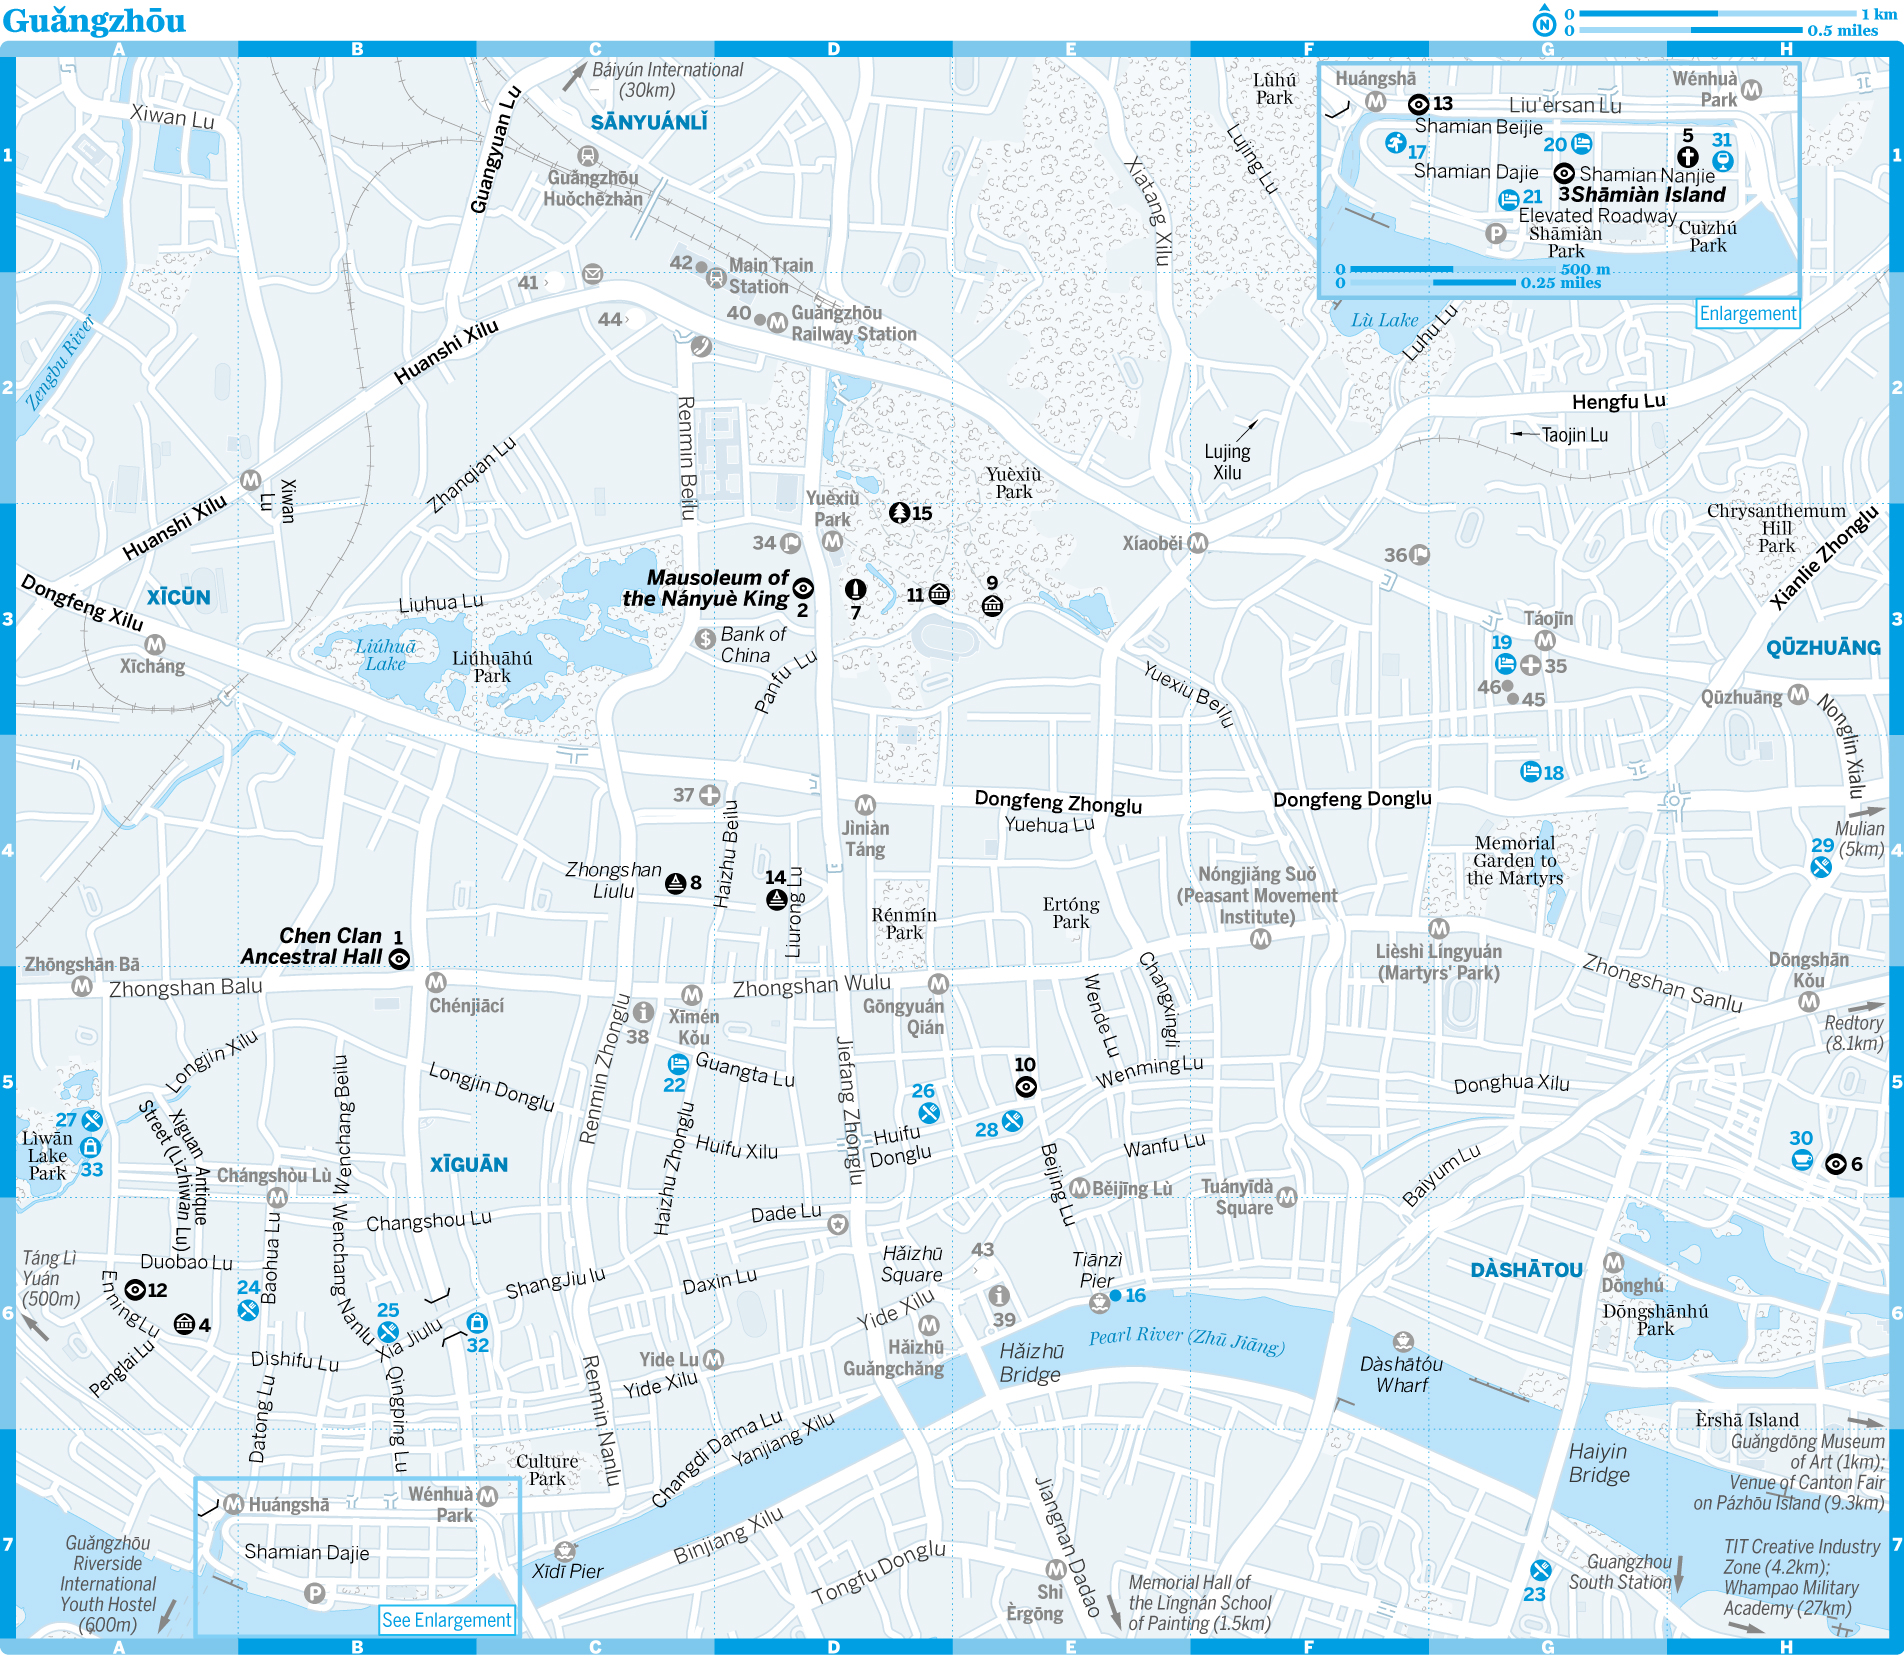 Guǎngzhōu
0 1 km
0 0.5 miles
A B C D E F G H
Báiyún International
(30km)
SĀNYUÁNLǏ
Xiwan Lu
Guangyuan Lu
Guǎngzhōu
Huǒchēzhàn
Lùhú
Park
Lujing Lu
Xiatang Xilu
Huángshā
Wénhuà
Park
13
Liu'ersan Lu
Shamian Beijie
17
20
5
31
Shamian Dajie
Shamian Nanjie
3 Shāmiàn Island
21
Elevated Roadway
Shāmiàn
Park
Cuìzhú
Park
0 500 m
0 0.25 miles
Enlargement
1
1
42
Main Train
Station
41
40
Guǎngzhōu
Railway Station
44
Zengbu River
Huanshi Xilu
Lù Lake
Luhu Lu
2
2
Renmin Beilu
Hengfu Lu
Taojin Lu
Lujing
Xilu
Zhanqian Lu
Xiwan
Lu
Huanshi Xilu
Yuèxiù
Park
Yuèxiù
Park
15
34
Xiaoběi
36
Chrysanthemum
Hill
Park
Xianlie Zhonglu
Dongfeng Xilu
XĪCŪN
Liuhua Lu
Mausoleum of
the Nányuè King
2
7
11
9
3
3
Xīcháng
Liúhuā
Lake
Liúhuāhú
Park
Bank of
China
Panfu Lu
Yuexiu Beilu
Táojīn
19
35
46
45
QŪZHUĀNG
Qūzhuāng
Nonglin Xialu
18
37
Haizhu Beilu
Dongfeng Zhonglu
Yuehua Lu
Dongfeng Donglu
Jìniàn
Táng
Mulian
(5km)
29
4
4
Zhongshan
Liulu
8
14
Liurong Lu
Rénmín
Park
Ertóng
Park
Nóngjiǎng Suǒ
(Peasant Movement
Institute)
Memorial
Garden to
the Martyrs
Chen Clan
Ancestral Hall
1
Lièshì Língyuán
(Martyrs' Park)
Zhongshan Sanlu
Dōngshān
Kǒu
Redtory
(8.1km)
Zhōngshān Bā
Zhongshan Balu
Chénjiācí
Xīmén
Kǒu
38
Zhongshan Wulu
Gōngyuán
Qián
Wende Lu
Changxingli
Longjin Xilu
Longjin Donglu
Renmin Zhonglu
22
Guangta Lu
Jiefang Zhonglu
26
10
28
Wenming Lu
Donghua Xilu
5
5
27
Lìwān
Lake
Park
33
Xiguan Antique
Street (Lizhiwan Lu)
Wenchang Beilu
XĪGUĀN
Chángshòu Lù
Haizhu Zhonglu
Huifu Xilu
Huifu
Donglu
Beijing Lu
Wanfu Lu
Běijīng Lù
Tuányīdà
Square
Baiyum Lu
30
6
Changshou Lu
Dade Lu
Táng Lì
Yuán
(500m)
Duobao Lu
12
Enning Lu
4
24
Baohua Lu
Wenchang Nanlu
25
Xia Jiulu
32
ShangJiu lu
Daxin Lu
Hǎizhū
Square
43
39
Tiānzì
Pier
16
DÀSHĀTÓU
Dōnghú
Dōngshānhú
Park
6
6
Yide Xilu
Hǎizhū
Guǎngchǎng
Hǎizhū
Bridge
Pearl River (Zhū Jiāng)
Dàshātóu
Wharf
Penglai Lu
Dishifu Lu
Datong Lu
Qingping Lu
Yide Lu
Yide Xilu
Renmin Nanlu
Changdi Dama Lu
Yanjiang Xilu
Culture
Park
Èrshā Island
Guǎngdōng Museum
of Art (1km);
Venue of Canton Fair
on Pázhōu Island (9.3km)
Haiyin
Bridge
Huángshā
Wénhuà
Park
Shamian Dajie
See Enlargement
Guǎngzhōu
Riverside
International
Youth Hostel
(600m)
Xīdī Pier
Binjiang Xilu
Tongfu Donglu
Jiangnan Dadao
Shì
Èrgōng
Memorial Hall of
the Lǐngnán School
of Painting (1.5km)
23
Guangzhou
South Station
TIT Creative Industry
Zone (4.2km);
Whampao Military
Academy (27km)
7
7
A B C D E F G H